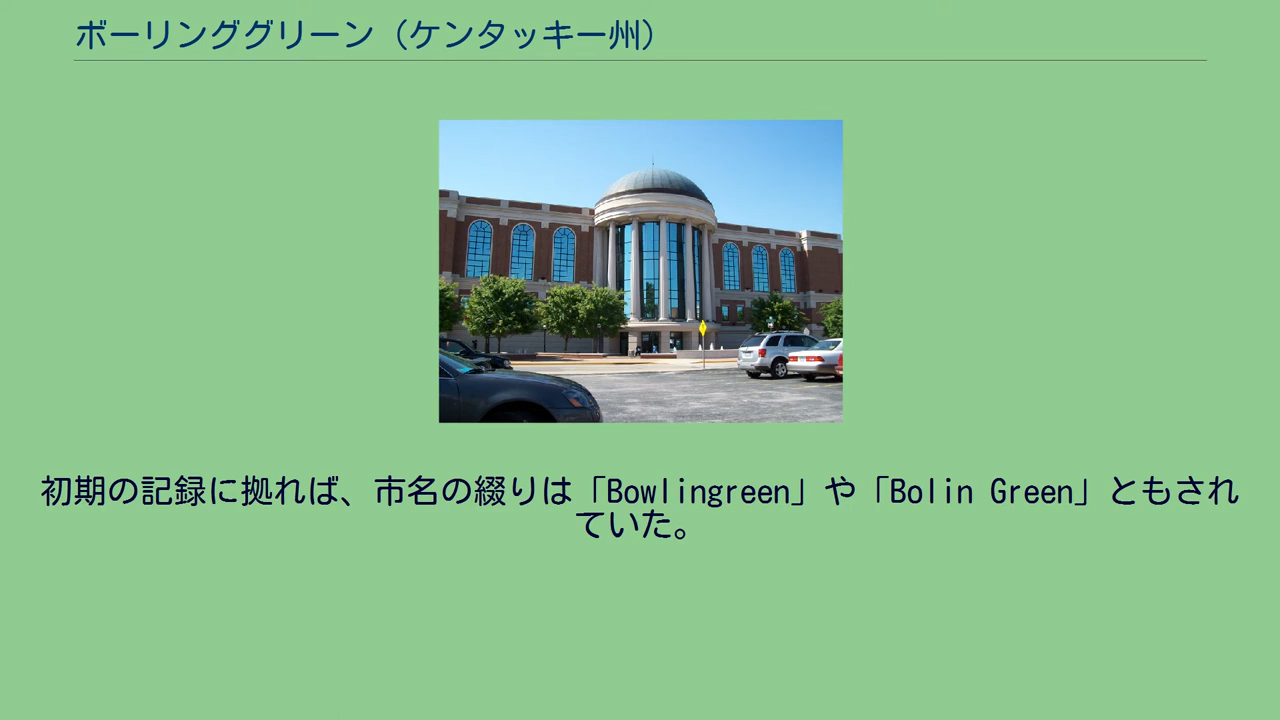 ボーリンググリーン（ケンタッキー州）
初期の記録に拠れば、市名の綴りは「Bowlingreen」や「Bolin Green」ともされ
ていた。